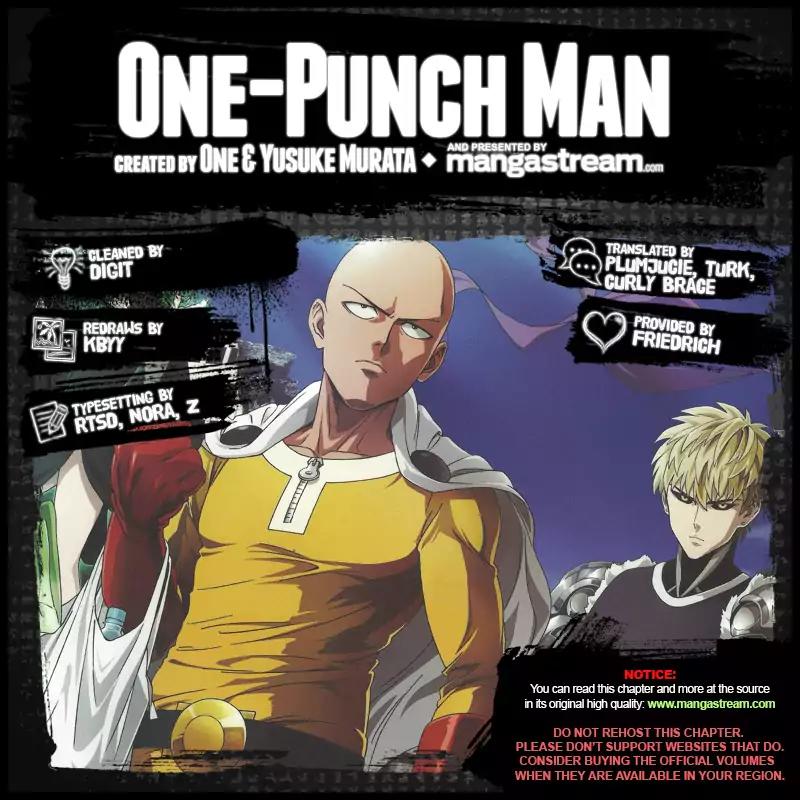 ONE-PUNCH MAN
CREATED BY ONE & YUSUKE MURATA ◆ AND PRESENTED BY mangastream.com
CLEANED BY
DIGIT
REDRAWS BY
KBYY
TYPESETTING BY
RTSD, NORA, Z
TRANSLATED BY
PLUMJUCIE, TURK,
CURLY BRACE
PROVIDED BY
FRIEDRICH
NOTICE:
You can read this chapter and more at the source
in its original high quality: www.mangastream.com
DO NOT REHOST THIS CHAPTER.
PLEASE DON'T SUPPORT WEBSITES THAT DO.
CONSIDER BUYING THE OFFICIAL VOLUMES
WHEN THEY ARE AVAILABLE IN YOUR REGION.